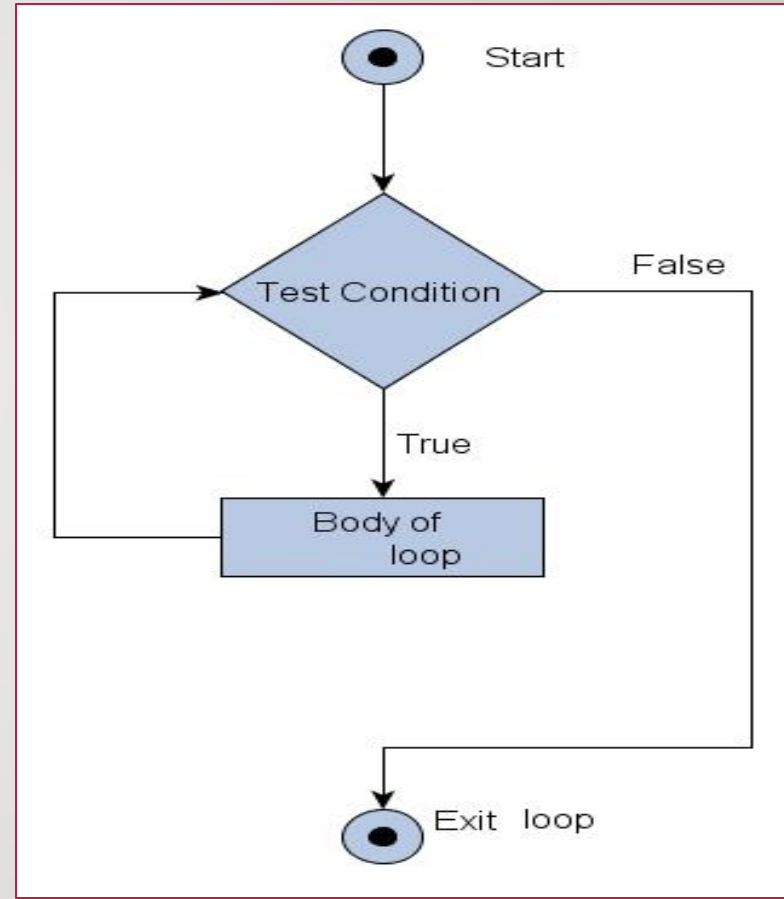 Start
False
Test Condition
True
Body of
loop
Exit loop